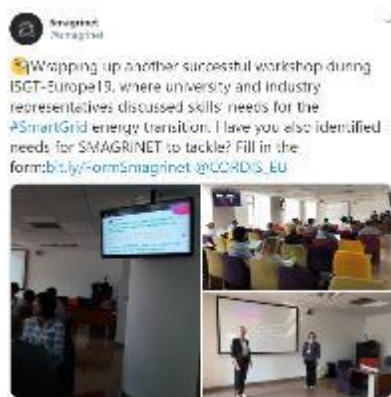 Smagrinet
@smagrinet
Wrapping up another successful workshop during
ISGT-Europe19, where university and industry
representatives discussed skills' needs for the
#SmartGrid energy transition. Have you also identified
needs for SMAGRINET to tackle? Fill in the
form:bit.ly/FormSmagrinet @CORDIS_EU